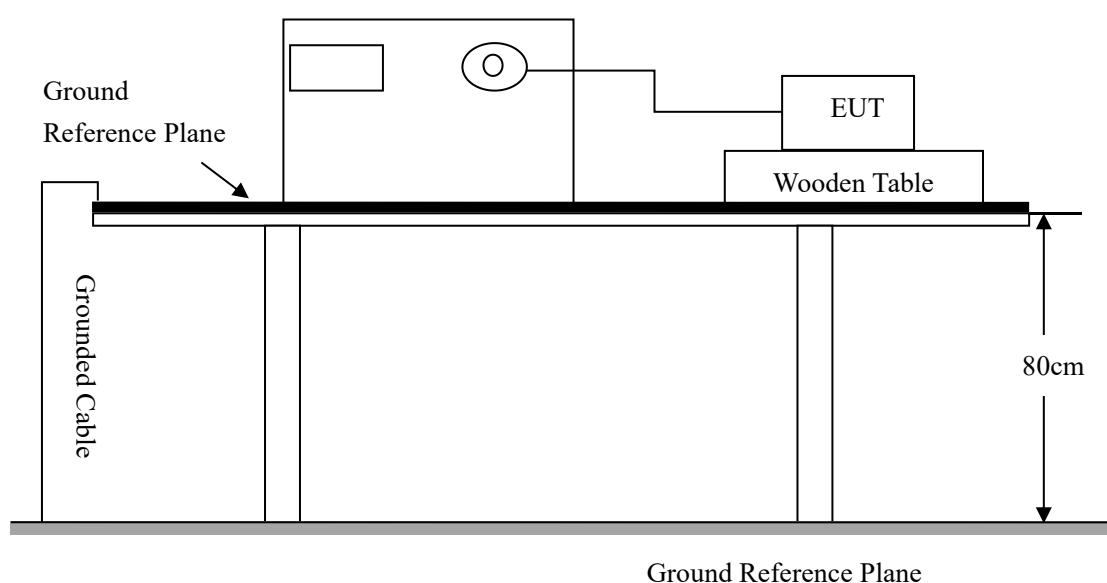 Ground
Reference Plane
EUT
Wooden Table
Grounded Cable
80cm
Ground Reference Plane